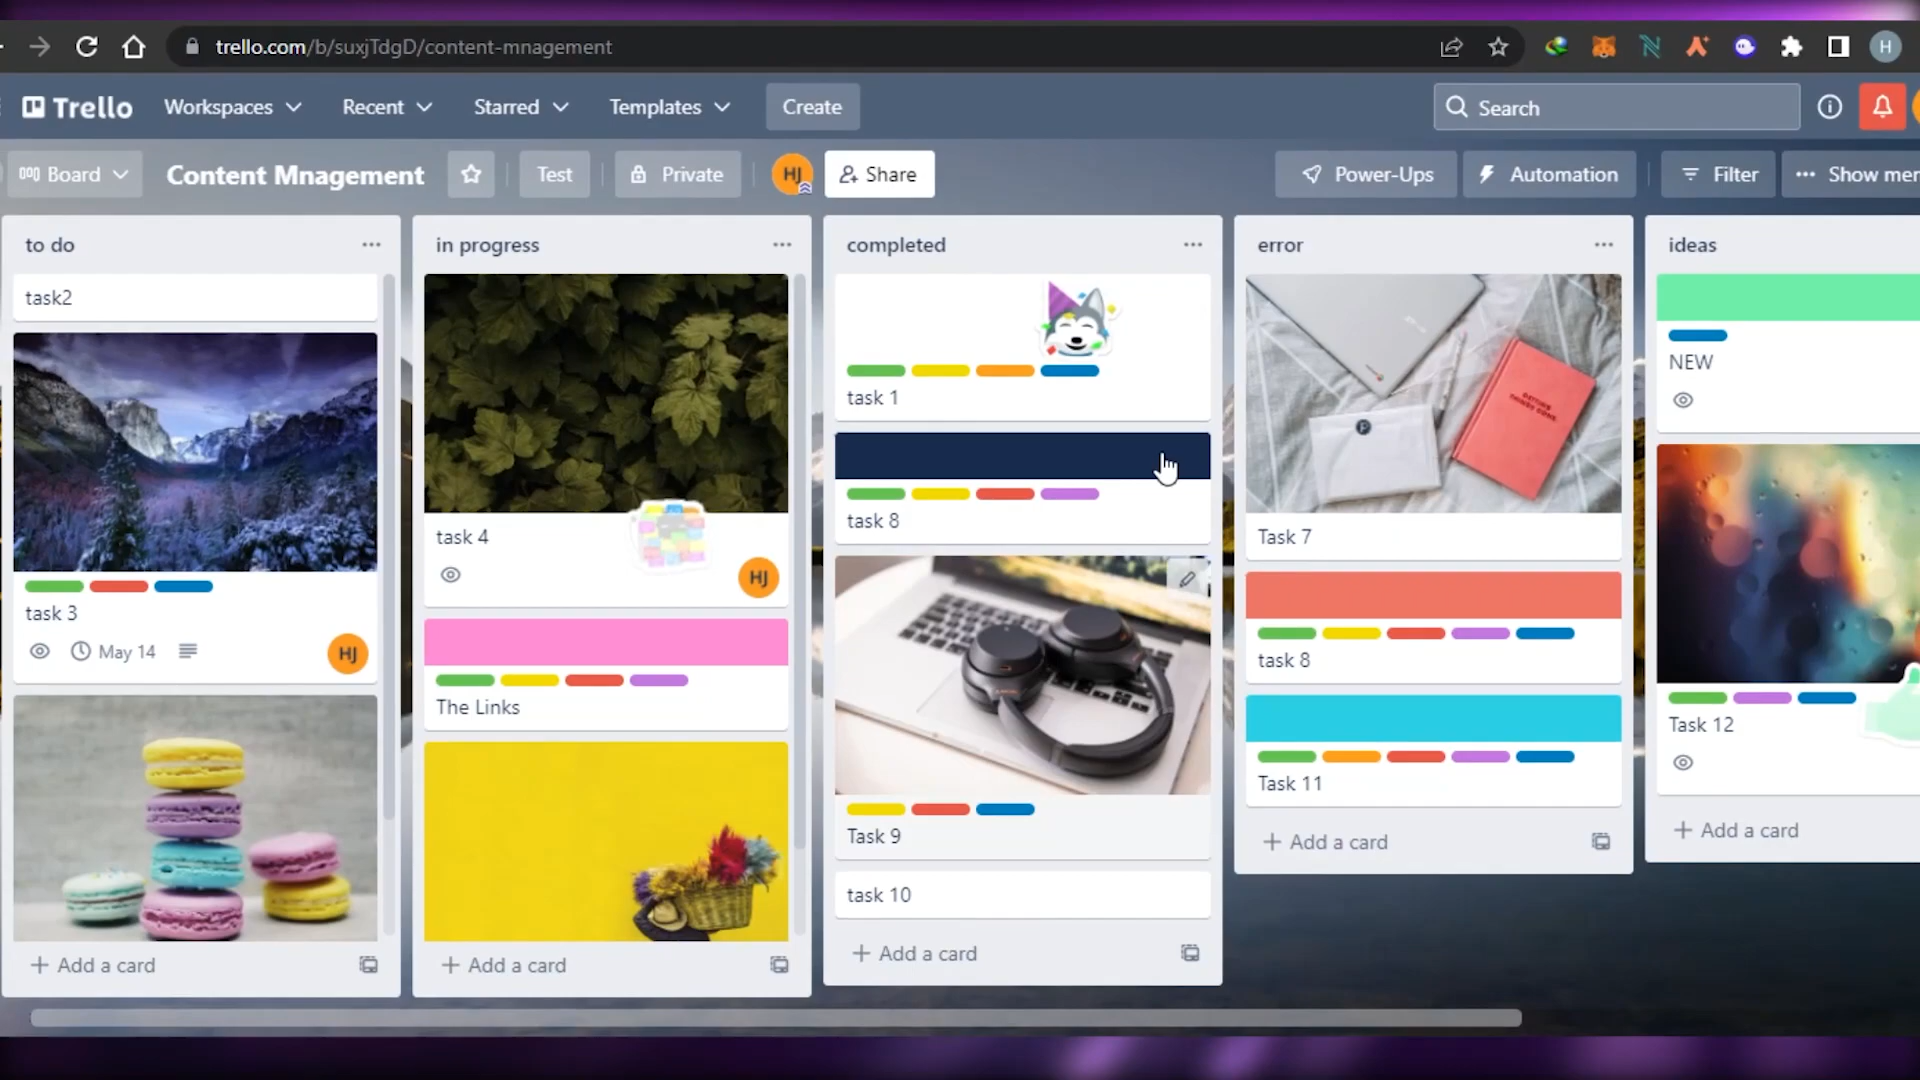 trello.com/b/suxjTdgD/content-mnagement
H
Trello
Workspaces
Recent
Starred
Templates
Create
Search
Board
Content Mnagement
Test
Private
HJ
Share
Power-Ups
Automation
Filter
Show mer
to do
task2
task 3
May 14
HJ
Add a card
in progress
task 4
HJ
The Links
Add a card
completed
task 1
task 8
Task 9
task 10
Add a card
error
Task 7
task 8
Task 11
Add a card
ideas
NEW
Task 12
Add a card